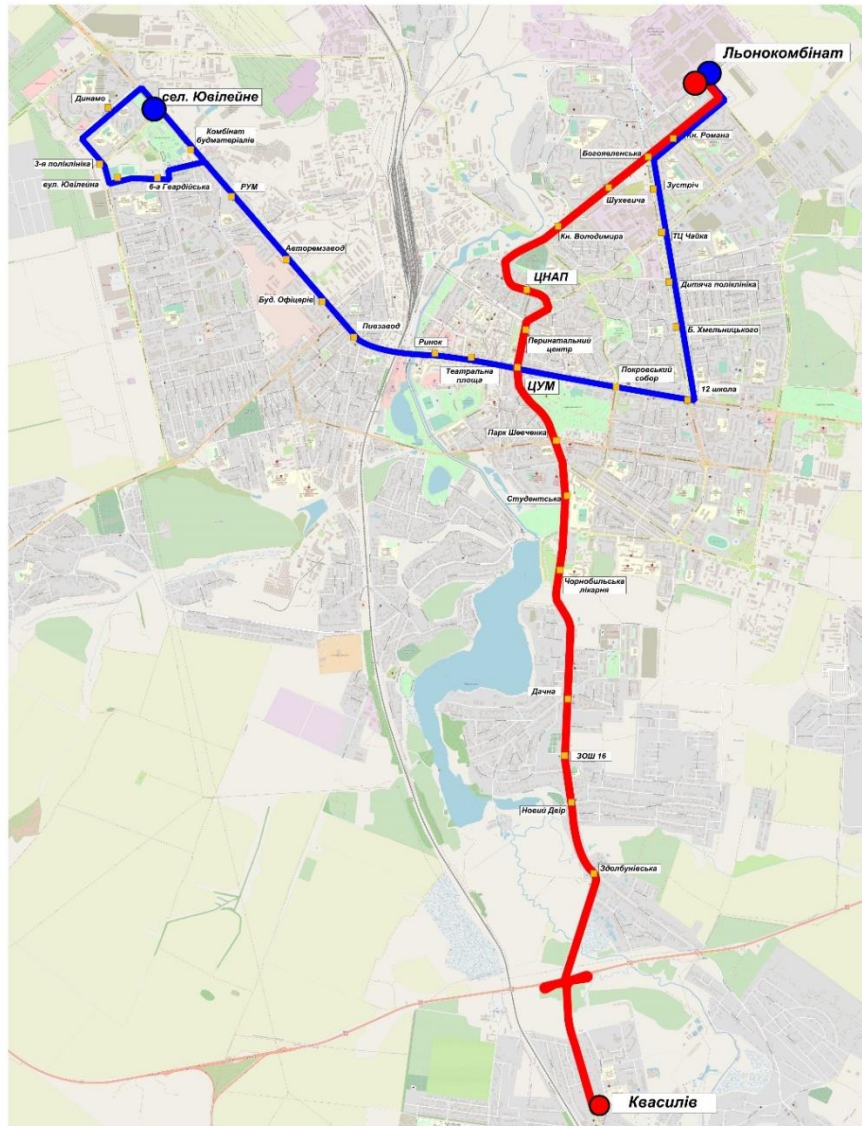 Льонокомбінат
сел. Ювілейне
Динамо
Кн. Романа
Комбінат
будматеріалів
Богоявленська
3-я поліклініка
вул. Ювілейна
6-а Гвардійська
РУМ
Зустріч
Шухевича
Кн. Володимира
ТЦ Чайка
Авторемзавод
ЦНАП
Дитяча поліклініка
Буд. Офіцерів
Пивзавод
Б. Хмельницького
Перинатальний
центр
Ринок
Театральна
площа
ЦУМ
Покровський
собор
12 школа
Парк Шевченка
Студентська
Чорнобильська
лікарня
Дачна
ЗОШ 16
Новий Двір
Здолбунівська
Квасилів